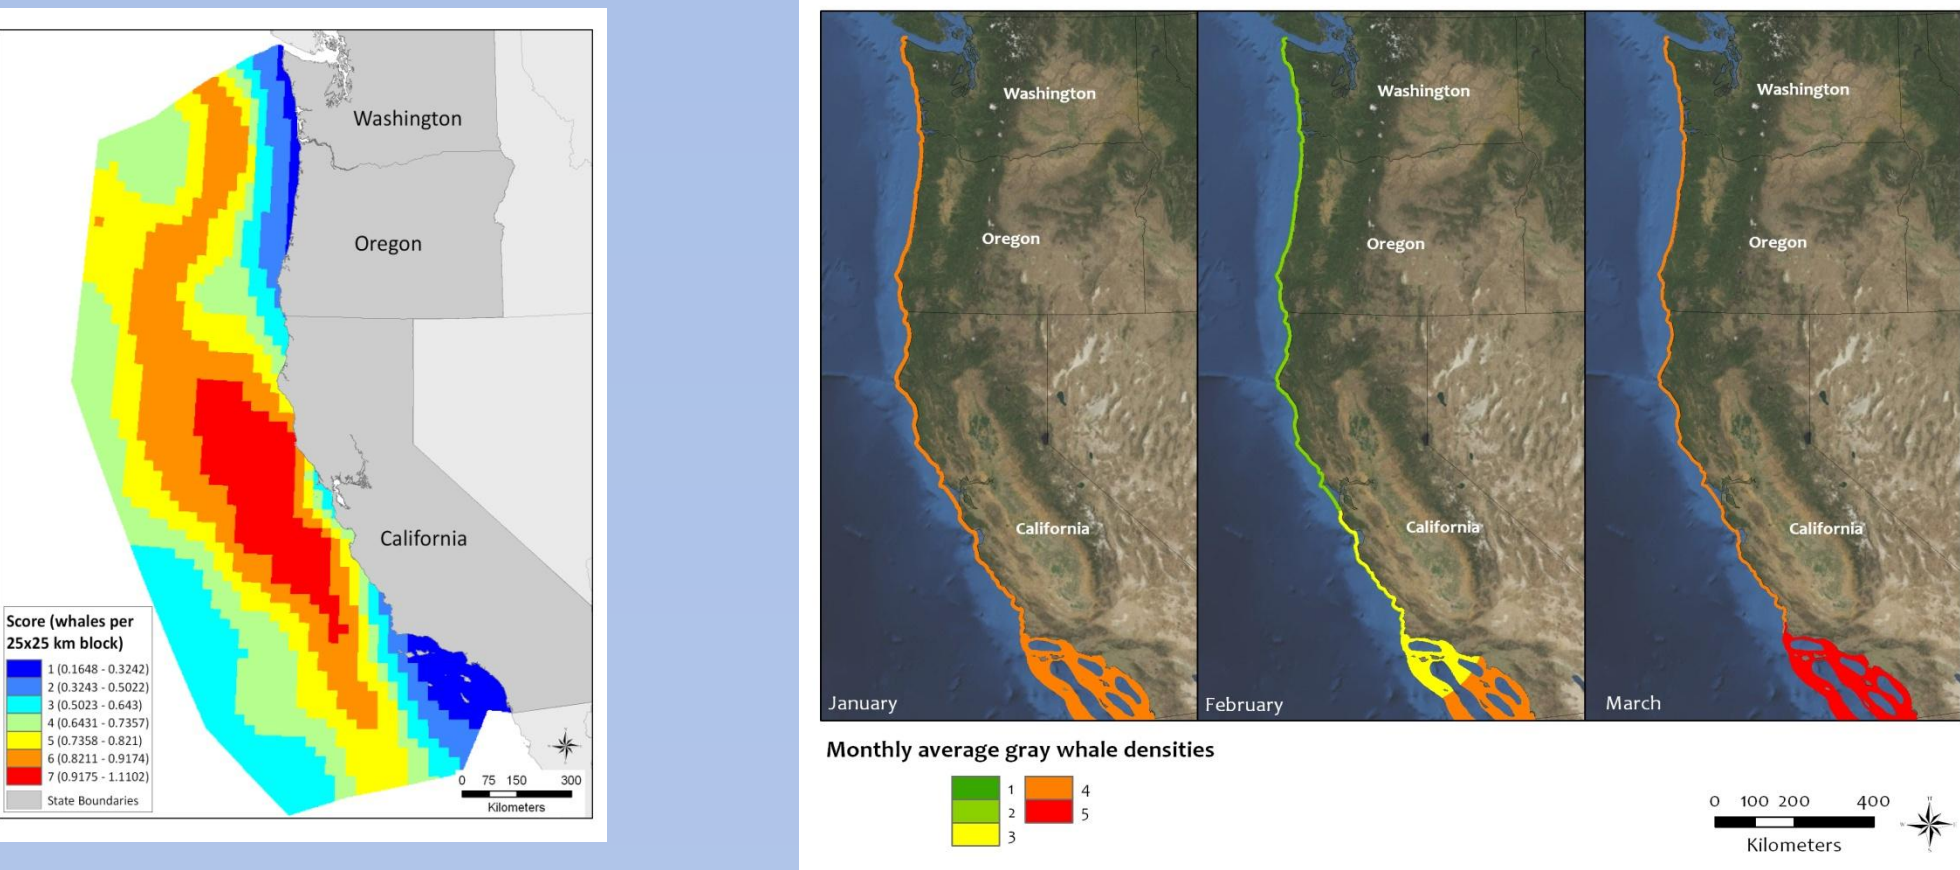 Washington
Oregon
California
Score (whales per
25x25 km block)
1 (0.1648 - 0.3242)
2 (0.3243 - 0.5022)
3 (0.5023 - 0.643)
4 (0.6431 - 0.7357)
5 (0.7358 - 0.821)
6 (0.8211 - 0.9174)
7 (0.9175 - 1.1102)
State Boundaries
0 75 150 300
Kilometers
Washington
Oregon
California
January
Washington
Oregon
California
February
Washington
Oregon
California
March
Monthly average gray whale densities
1 4
2 5
3
0 100 200 400
Kilometers